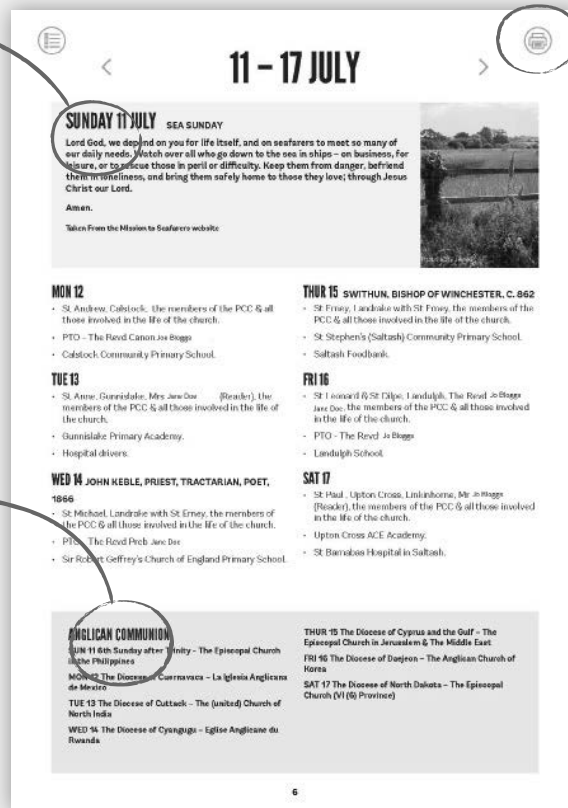 11 – 17 JULY
SUNDAY 11 JULY SEA SUNDAY
Lord God, we depend on you for life itself, and on seafarers to meet so many of
our daily needs. Watch over all who go down to the sea in ships – on business, for
leisure, or to rescue those in peril or difficulty. Keep them from danger, befriend
them in loneliness, and bring them safely home to those they love; through Jesus
Christ our Lord.
Amen.
Taken From the Mission to Seafarers website
MON 12
• St. Andrew, Calstock, the members of the PCC & all
those involved in the life of the church.
• PTO - The Revd Canon Joe Bloggs
• Calstock Community Primary School.
TUE 13
• St. Anne, Gunnislake, Mrs Jane Doe (Reader), the
members of the PCC & all those involved in the life of
the church.
• Gunnislake Primary Academy.
• Hospital drivers.
WED 14 JOHN KEBLE, PRIEST, TRACTARIAN, POET,
1866
• St Michael, Landrake with St Erney, the members of
the PCC & all those involved in the life of the church.
• PTO - The Revd Preb Jane Doe
• Sir Robert Geffrey's Church of England Primary School.
THUR 15 SWITHUN, BISHOP OF WINCHESTER, C. 862
• St Erney, Landrake with St Erney, the members of the
PCC & all those involved in the life of the church.
• St Stephen's (Saltash) Community Primary School.
• Saltash Foodbank.
FRI 16
• St Leonard & St Dilpe, Landulph, The Revd Jo Bloggs
Jane Doe, the members of the PCC & all those involved
in the life of the church.
• PTO - The Revd Jo Bloggs
• Landulph School.
SAT 17
• St Paul, Upton Cross, Linkinhorne, Mr Jo Bloggs
(Reader), the members of the PCC & all those involved
in the life of the church.
• Upton Cross ACE Academy.
• St Barnabas Hospital in Saltash.
ANGLICAN COMMUNION
SUN 11 6th Sunday after Trinity – The Episcopal Church
in the Philippines
MON 12 The Diocese of Cuernavaca – La Iglesia Anglicana
de Mexico
TUE 13 The Diocese of Cuttack – The (united) Church of
North India
WED 14 The Diocese of Cyangugu – Eglise Anglicane du
Rwanda
THUR 15 The Diocese of Cyprus and the Gulf – The
Episcopal Church in Jerusalem & The Middle East
FRI 16 The Diocese of Daejeon – The Anglican Church of
Korea
SAT 17 The Diocese of North Dakota – The Episcopal
Church (VI (6) Province)
6